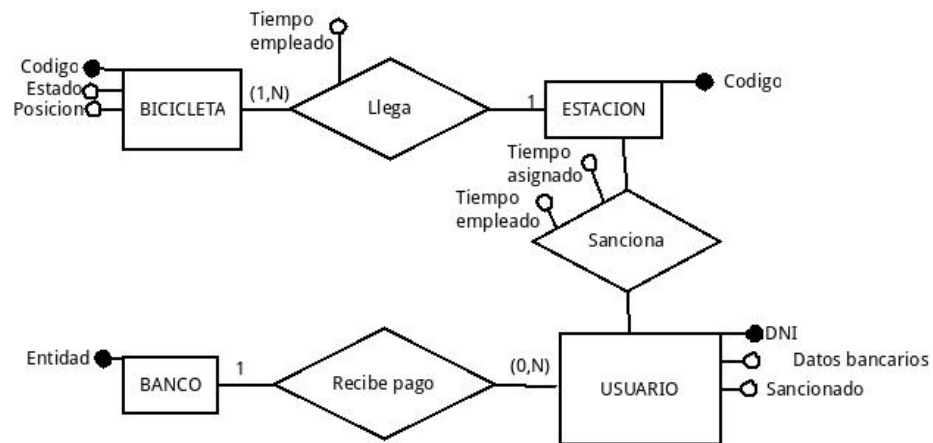 Tiempo
empleado
Codigo
Estado
Posicion
BICICLETA
(1,N)
Llega
1
ESTACION
Codigo
Tiempo
asignado
Tiempo
empleado
Sanciona
Entidad
BANCO
1
Recibe pago
(0,N)
USUARIO
DNI
Datos bancarios
Sancionado